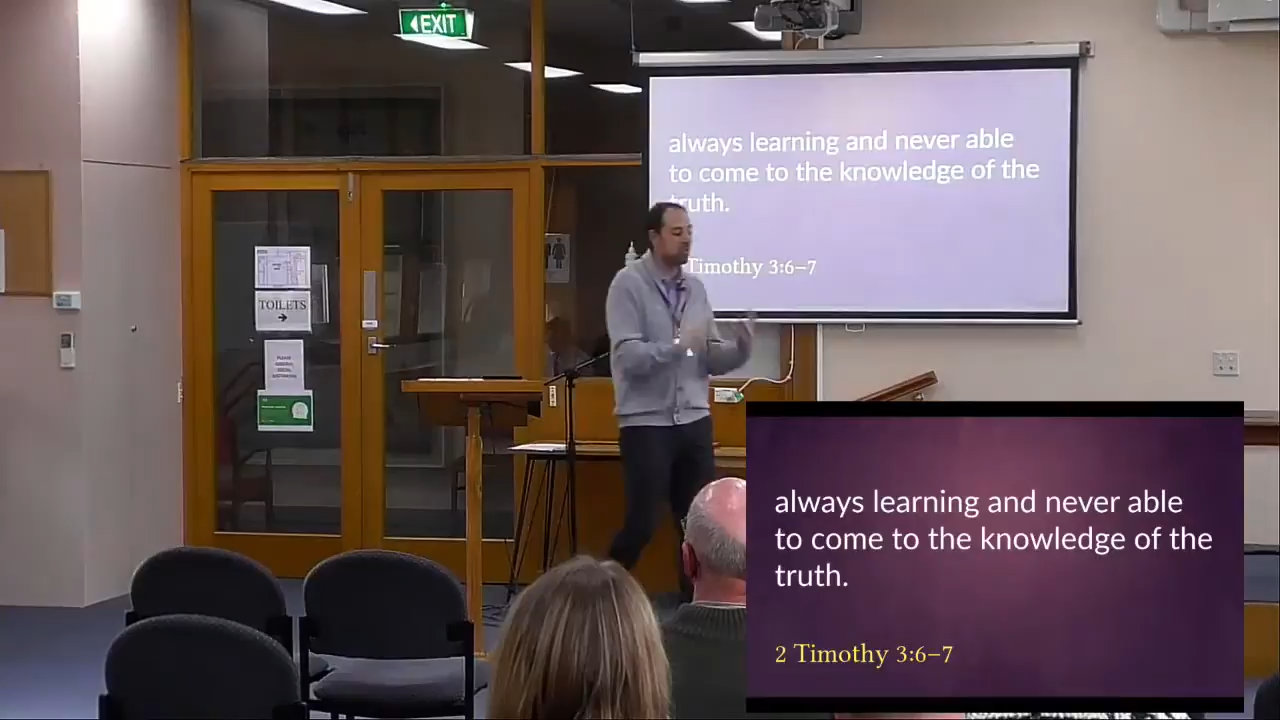 EXIT
always learning and never able
to come to the knowledge of the
truth.
Timothy 3:6–7
TOILETS
always learning and never able
to come to the knowledge of the
truth.
2 Timothy 3:6–7